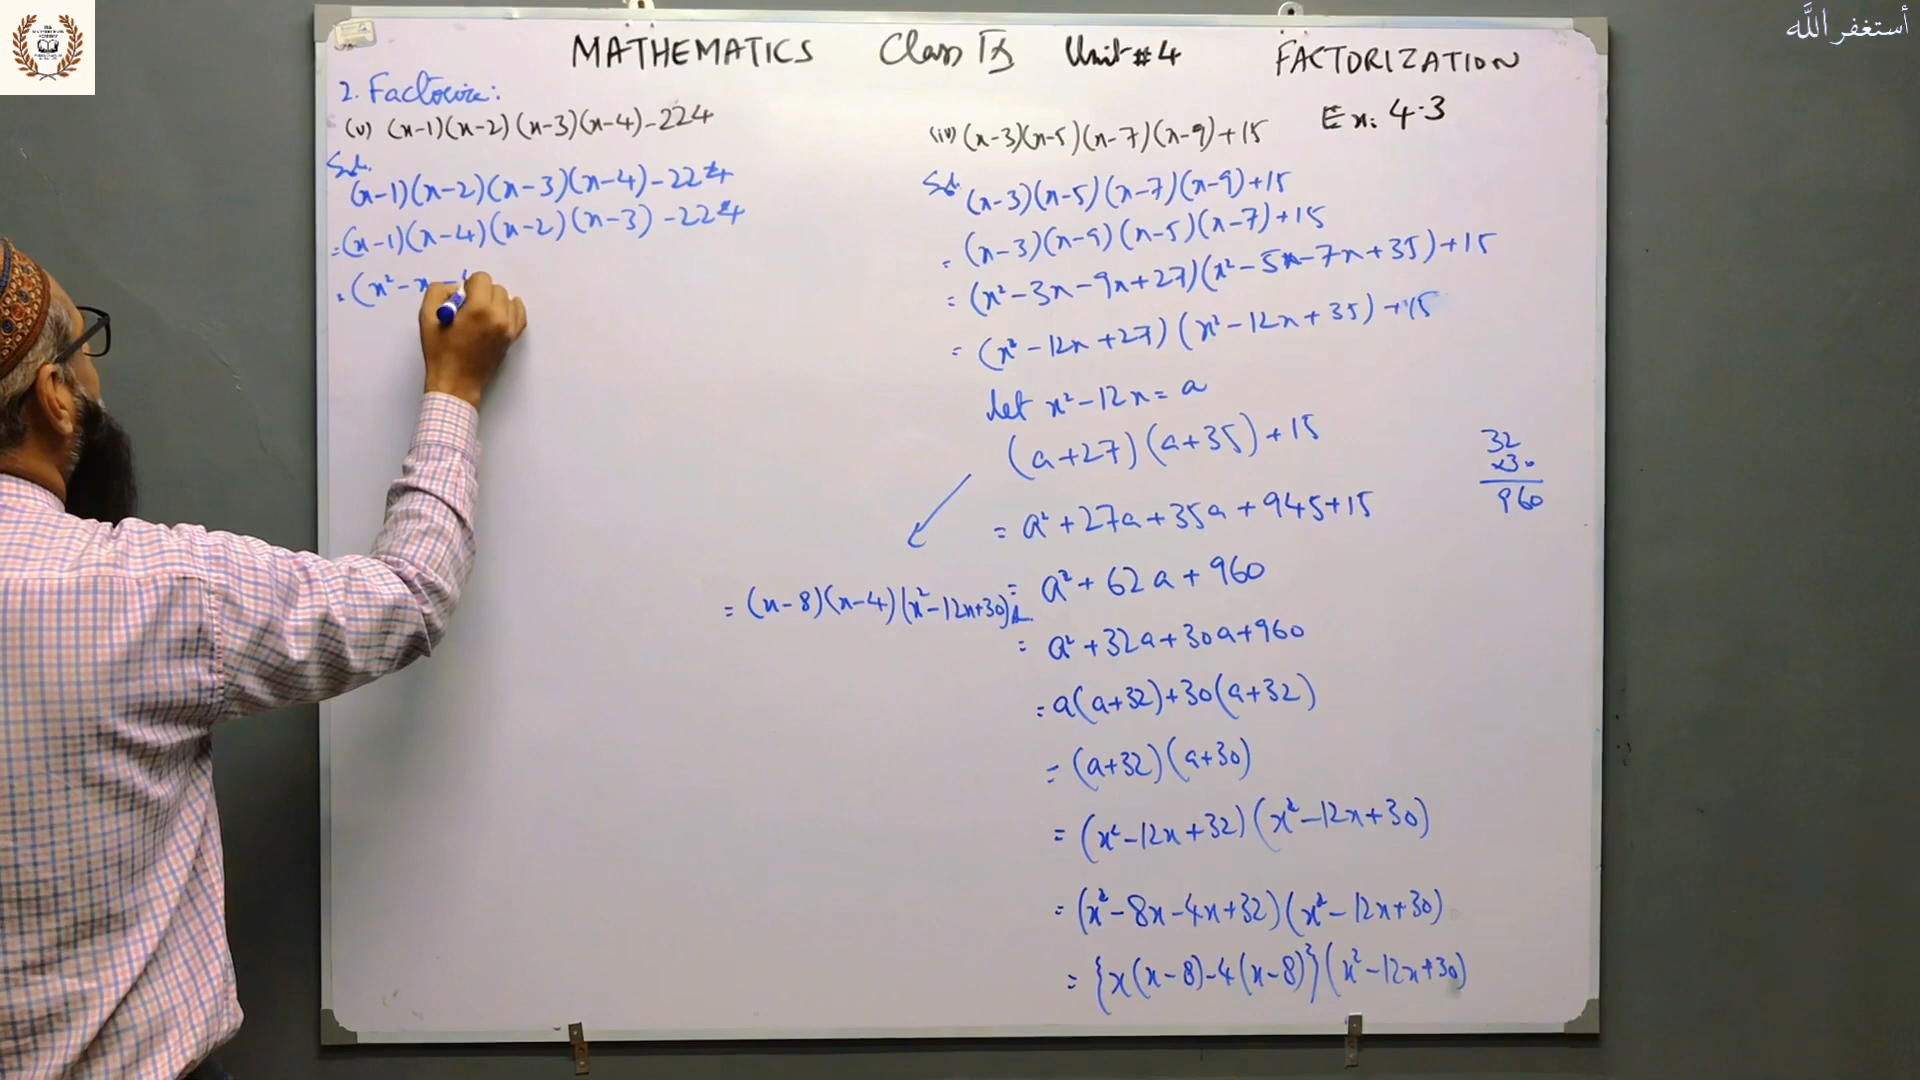 أستغفر الله
MATHEMATICS Class IX Unit # 4 FACTORIZATION
Ex: 4.3
2. Factorize:
(v) (x-1)(x-2)(x-3)(x-4)-224
Sol.
(x-1)(x-2)(x-3)(x-4)-224
=(x-1)(x-4)(x-2)(x-3)-224
=(x²-x-4
(iv) (x-3)(x-5)(x-7)(x-9)+15
Sol. (x-3)(x-5)(x-7)(x-9)+15
= (x-3)(x-9)(x-5)(x-7)+15
= (x²-3x-9x+27)(x²-5x-7x+35)+15
= (x²-12x+27)(x²-12x+35)+15
let x²-12x = a
(a+27)(a+35)+15
= a²+27a+35a+945+15
= a²+62a+960
= a²+32a+30a+960
= a(a+32)+30(a+32)
= (a+32)(a+30)
= (x²-12x+32)(x²-12x+30)
= (x²-8x-4x+32)(x²-12x+30)
= {x(x-8)-4(x-8)}(x²-12x+30)
= (x-8)(x-4)(x²-12x+30)
32
x30
960